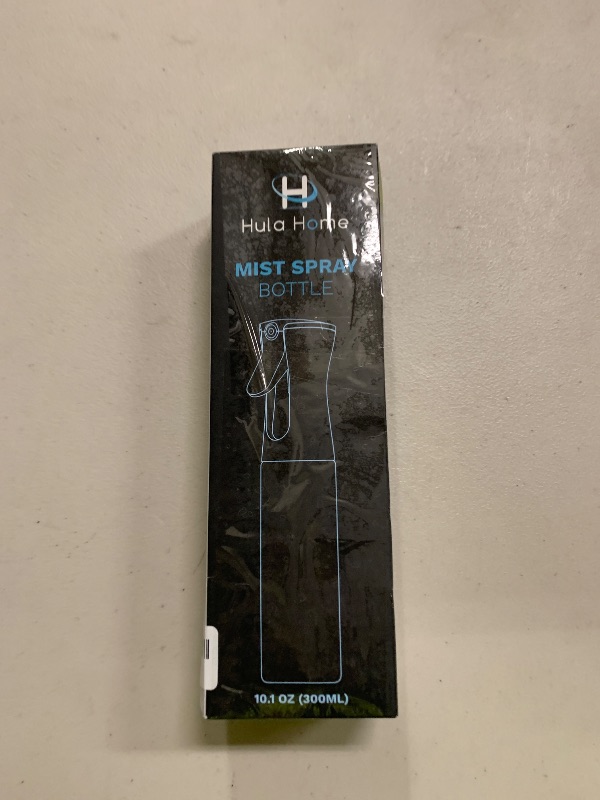 H
Hula Home
MIST SPRAY
BOTTLE
10.1 OZ (300ML)